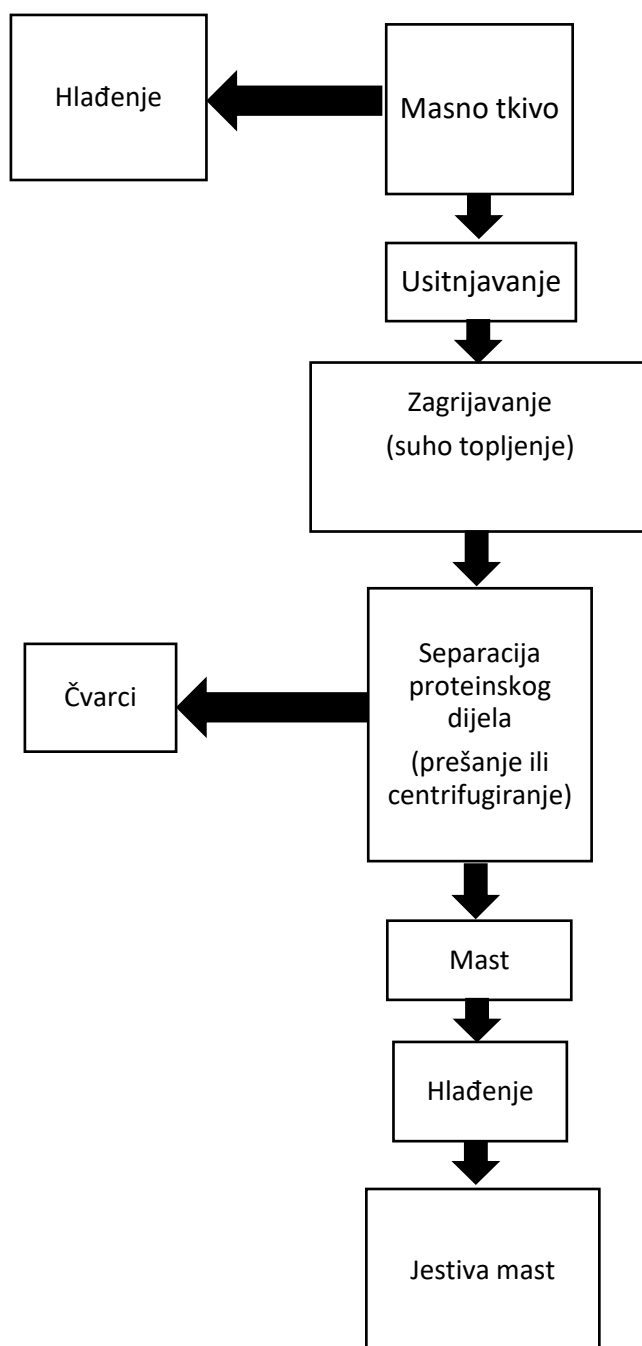 Hlađenje
Masno tkivo
Usitnjavanje
Zagrijavanje
(suho topljenje)
Separacija
proteinskog
dijela
(prešanje ili
centrifugiranje)
Čvarci
Mast
Hlađenje
Jestiva mast